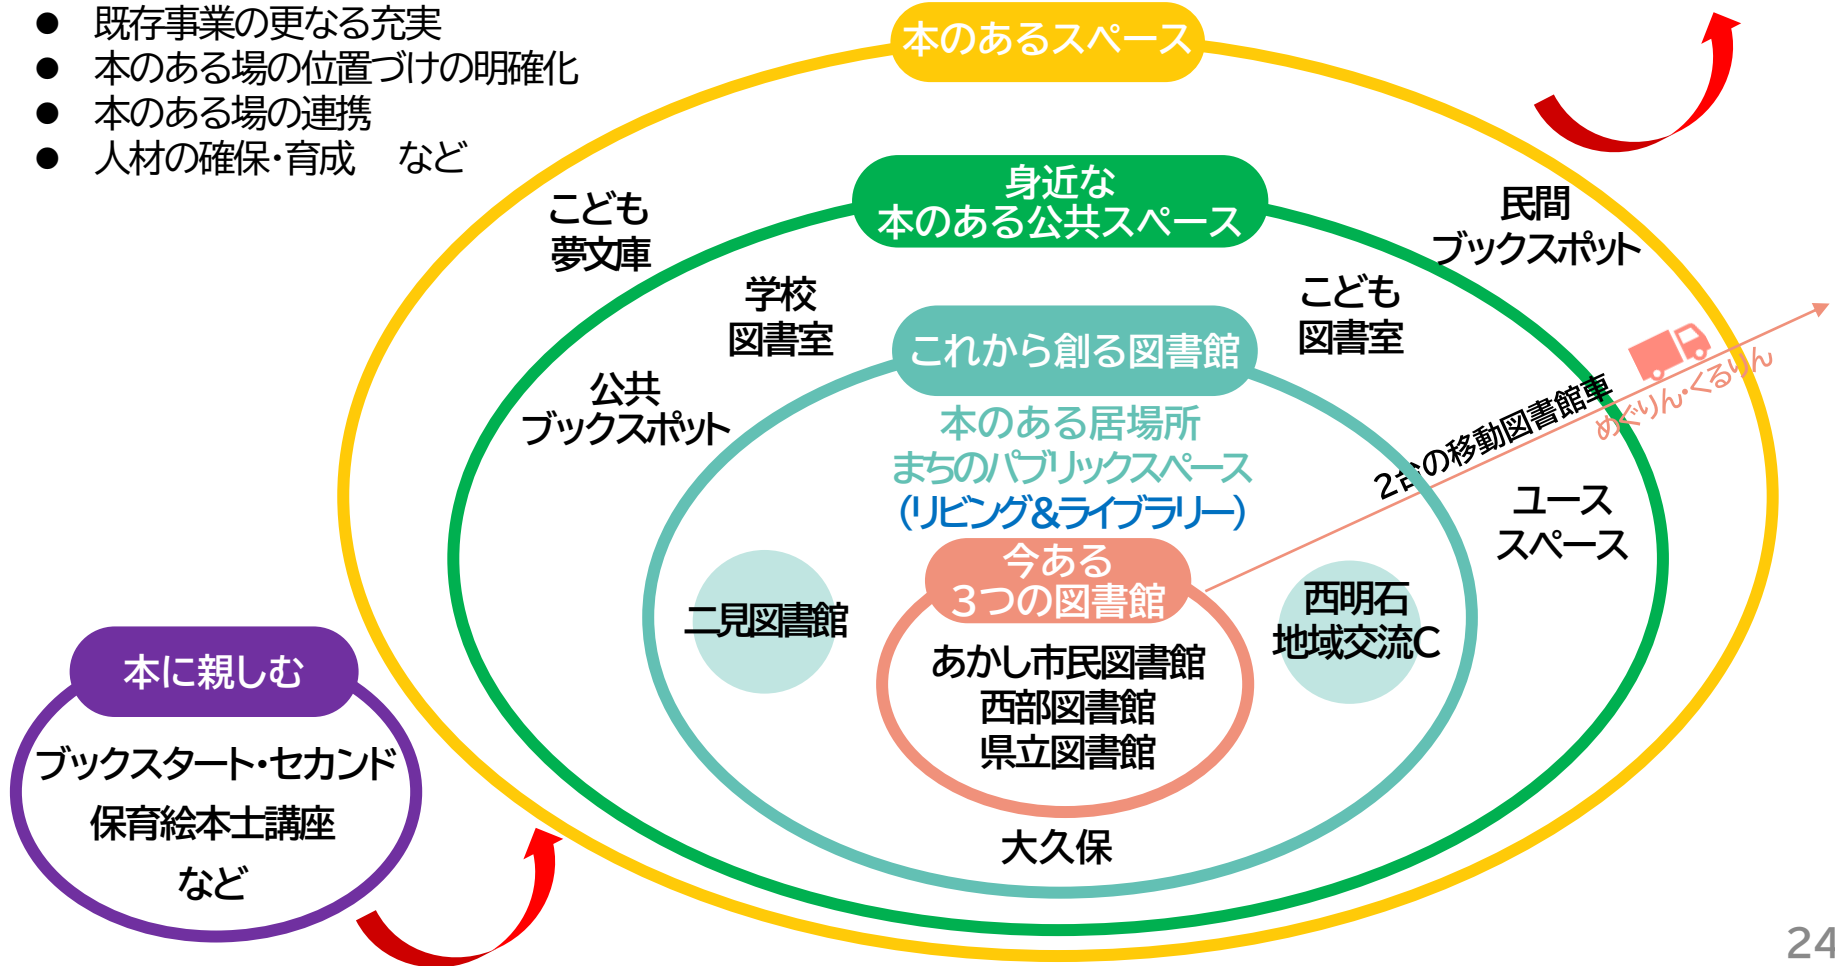 ● 既存事業の更なる充実
● 本のある場の位置づけの明確化
● 本のある場の連携
● 人材の確保・育成　など
本のあるスペース
身近な
本のある公共スペース
こども
夢文庫
民間
ブックスポット
学校
図書室
こども
図書室
これから創る図書館
公共
ブックスポット
本のある居場所
まちのパブリックスペース
(リビング&ライブラリー)
2台の移動図書館車
めぐりん・くるりん
ユース
スペース
今ある
3つの図書館
二見図書館
西明石
地域交流C
あかし市民図書館
西部図書館
県立図書館
大久保
本に親しむ
ブックスタート・セカンド
保育絵本士講座
など
24